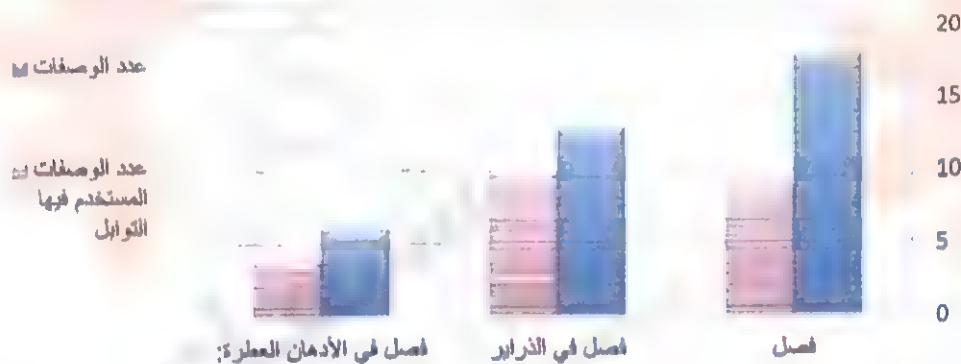 20
15
10
5
0
فصل
فصل في الذراير
فصل في الأدهان العطرة:
عدد الوصفات
عدد الوصفات
المستخدم فيها
التوابل